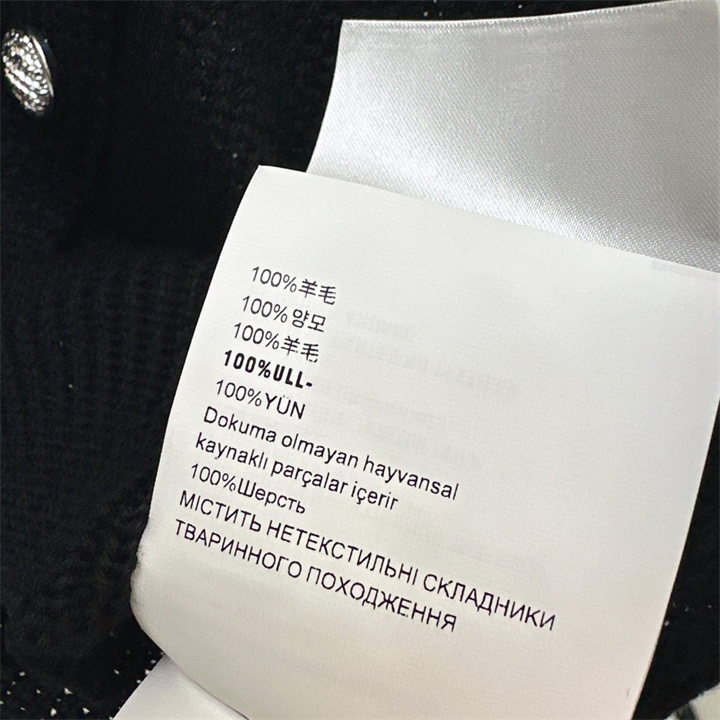 100%羊毛
100%양모
100%羊毛
100%ULL-
100%YÜN
Dokuma olmayan hayvansal
kaynaklı parçalar içerir
100%Шерсть
МІСТИТЬ НЕТЕКСТИЛЬНІ СКЛАДНИКИ
ТВАРИННОГО ПОХОДЖЕННЯ